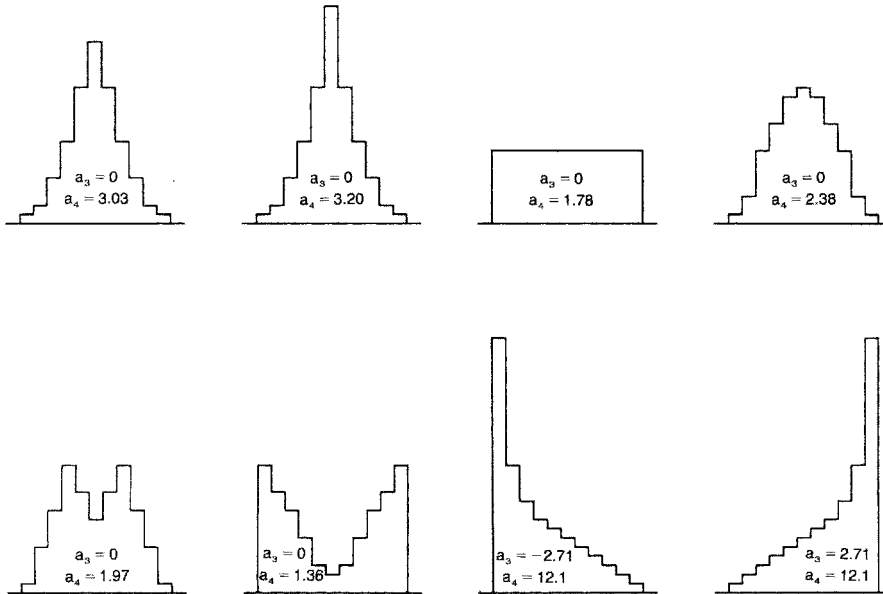 a₃ = 0
a₄ = 3.03
a₃ = 0
a₄ = 3.20
a₃ = 0
a₄ = 1.78
a₃ = 0
a₄ = 2.38
a₃ = 0
a₄ = 1.97
a₃ = 0
a₄ = 1.36
a₃ = −2.71
a₄ = 12.1
a₃ = 2.71
a₄ = 12.1